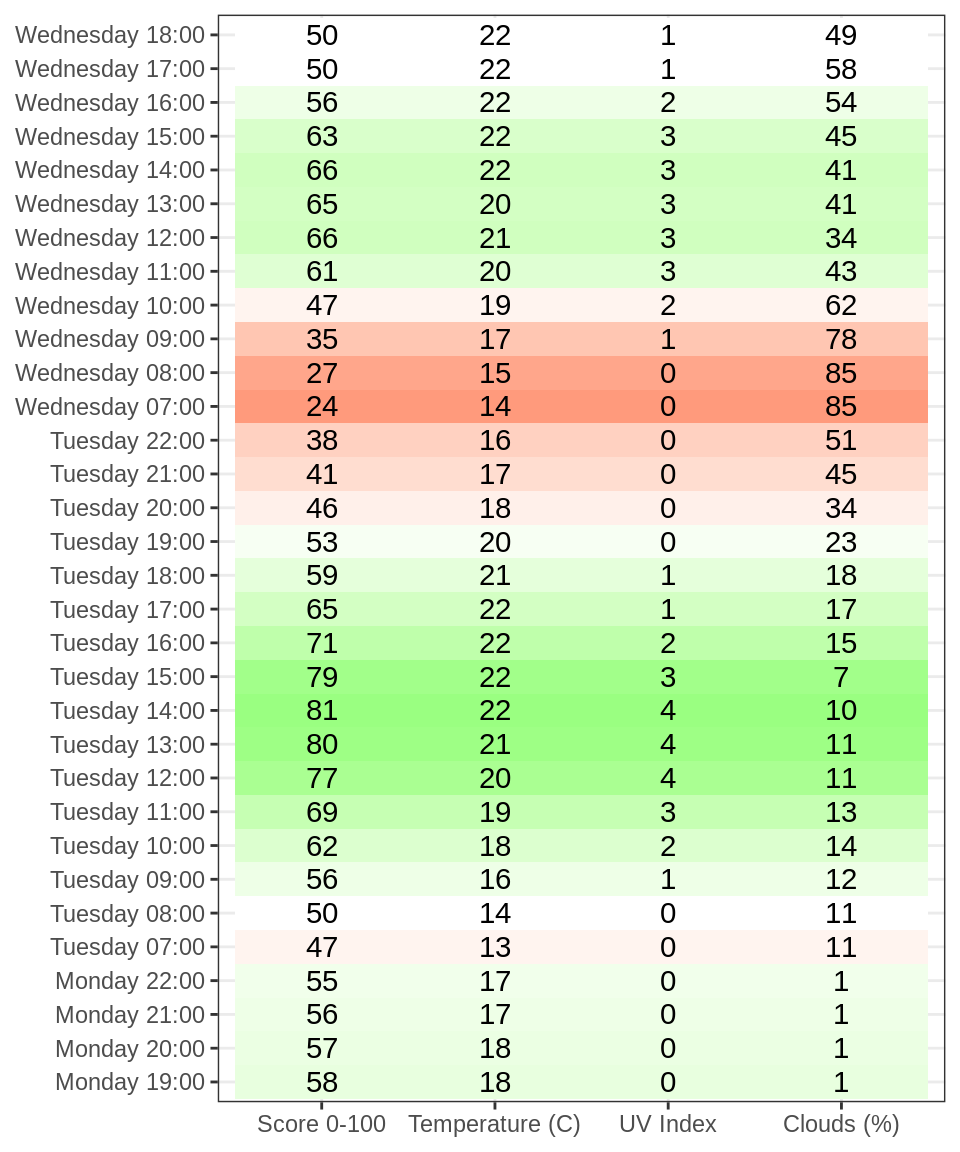 Wednesday 18:00 50 22 1 49
Wednesday 17:00 50 22 1 58
Wednesday 16:00 56 22 2 54
Wednesday 15:00 63 22 3 45
Wednesday 14:00 66 22 3 41
Wednesday 13:00 65 20 3 41
Wednesday 12:00 66 21 3 34
Wednesday 11:00 61 20 3 43
Wednesday 10:00 47 19 2 62
Wednesday 09:00 35 17 1 78
Wednesday 08:00 27 15 0 85
Wednesday 07:00 24 14 0 85
Tuesday 22:00 38 16 0 51
Tuesday 21:00 41 17 0 45
Tuesday 20:00 46 18 0 34
Tuesday 19:00 53 20 0 23
Tuesday 18:00 59 21 1 18
Tuesday 17:00 65 22 1 17
Tuesday 16:00 71 22 2 15
Tuesday 15:00 79 22 3 7
Tuesday 14:00 81 22 4 10
Tuesday 13:00 80 21 4 11
Tuesday 12:00 77 20 4 11
Tuesday 11:00 69 19 3 13
Tuesday 10:00 62 18 2 14
Tuesday 09:00 56 16 1 12
Tuesday 08:00 50 14 0 11
Tuesday 07:00 47 13 0 11
Monday 22:00 55 17 0 1
Monday 21:00 56 17 0 1
Monday 20:00 57 18 0 1
Monday 19:00 58 18 0 1
Score 0-100 Temperature (C) UV Index Clouds (%)